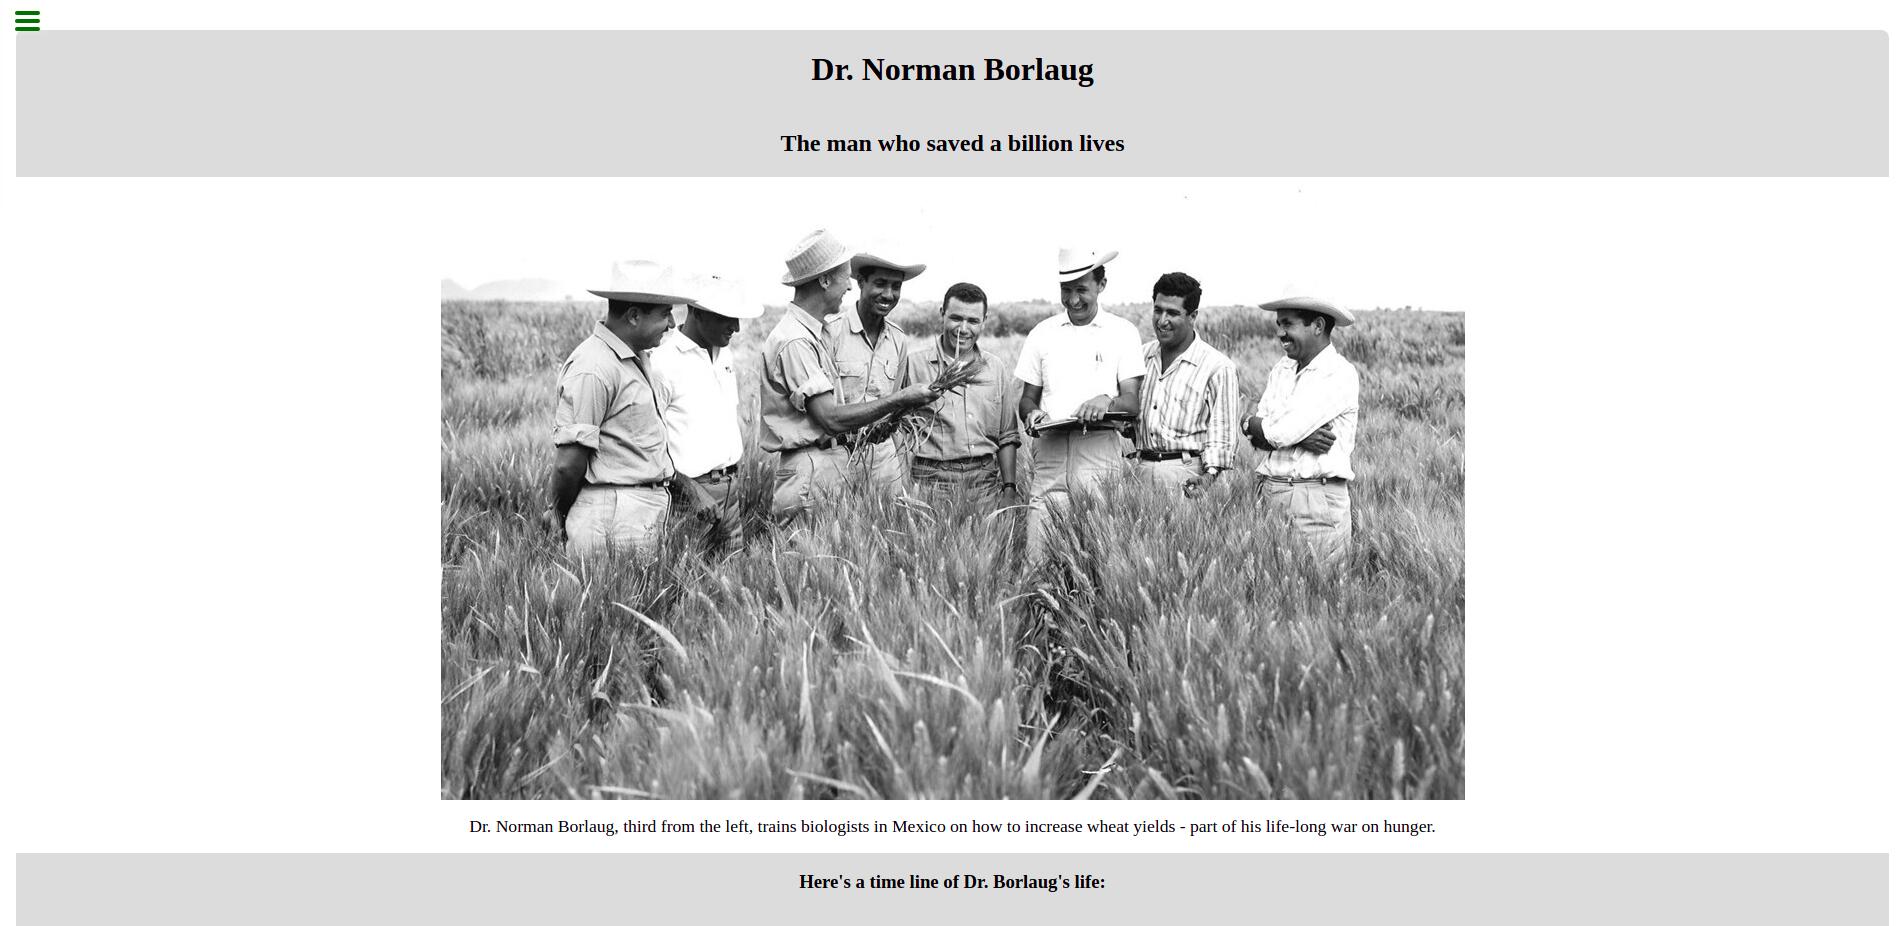 Dr. Norman Borlaug
The man who saved a billion lives
Dr. Norman Borlaug, third from the left, trains biologists in Mexico on how to increase wheat yields - part of his life-long war on hunger.
Here's a time line of Dr. Borlaug's life: